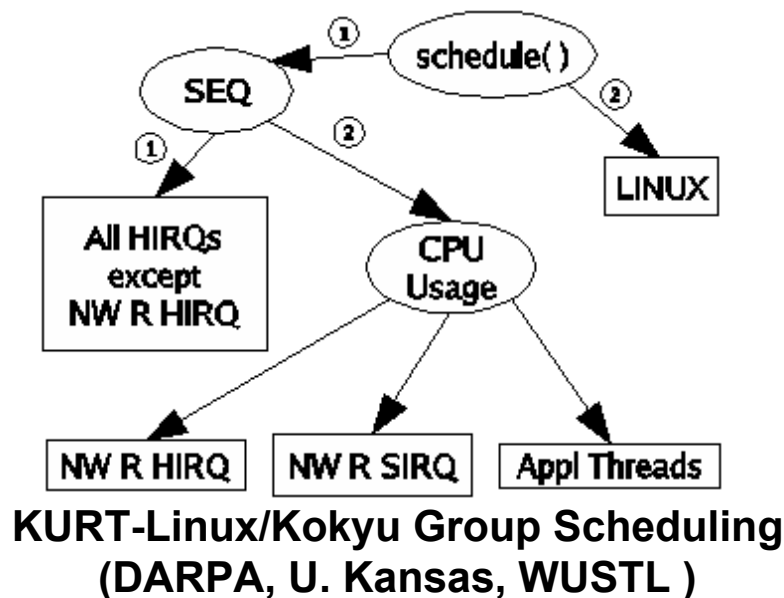 1
schedule()
SEQ
2
1
2
LINUX
All HIRQs
except
NW R HIRQ
CPU
Usage
NW R HIRQ
NW R SIRQ
Appl Threads
KURT-Linux/Kokyu Group Scheduling
(DARPA, U. Kansas, WUSTL )